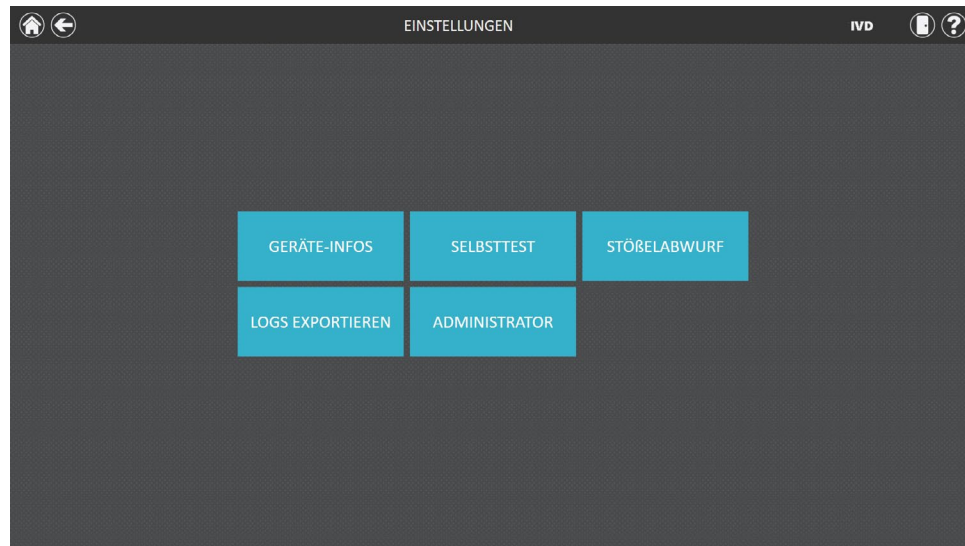 EINSTELLUNGEN
IVD
?
GERÄTE-INFOS
SELBSTTEST
STÖßELABWURF
LOGS EXPORTIEREN
ADMINISTRATOR